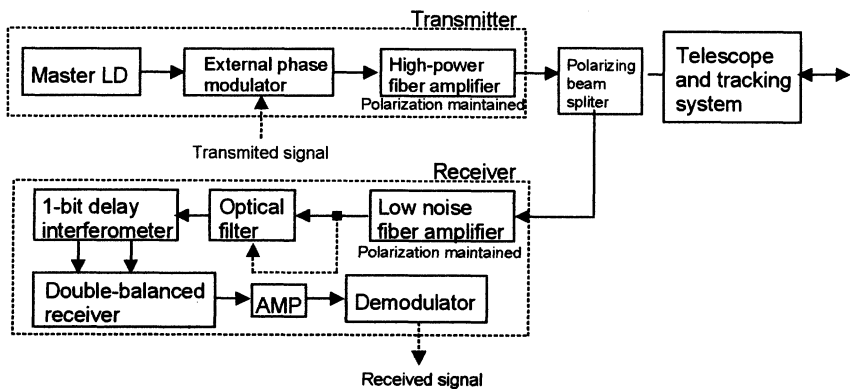 Transmitter
Master LD
External phase
modulator
High-power
fiber amplifier
Polarization maintained
Polarizing
beam
spliter
Telescope
and tracking
system
Transmited signal
Receiver
1-bit delay
interferometer
Optical
filter
Low noise
fiber amplifier
Polarization maintained
Double-balanced
receiver
AMP
Demodulator
Received signal